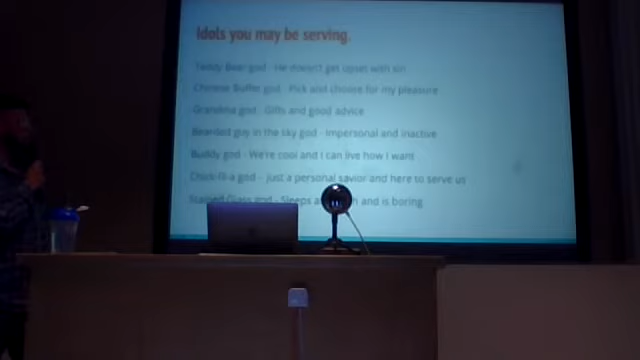 Idols you may be serving.
Teddy Bear god - He doesn't get upset with sin
Chinese Buffet god - Pick and choose for my pleasure
Grandma god - Gifts and good advice
Bearded guy in the sky god - Impersonal and inactive
Buddy god - We're cool and I can live how I want
Chick-fil-a god - just a personal savior and here to serve us
Stained Glass god - Sleeps and is boring